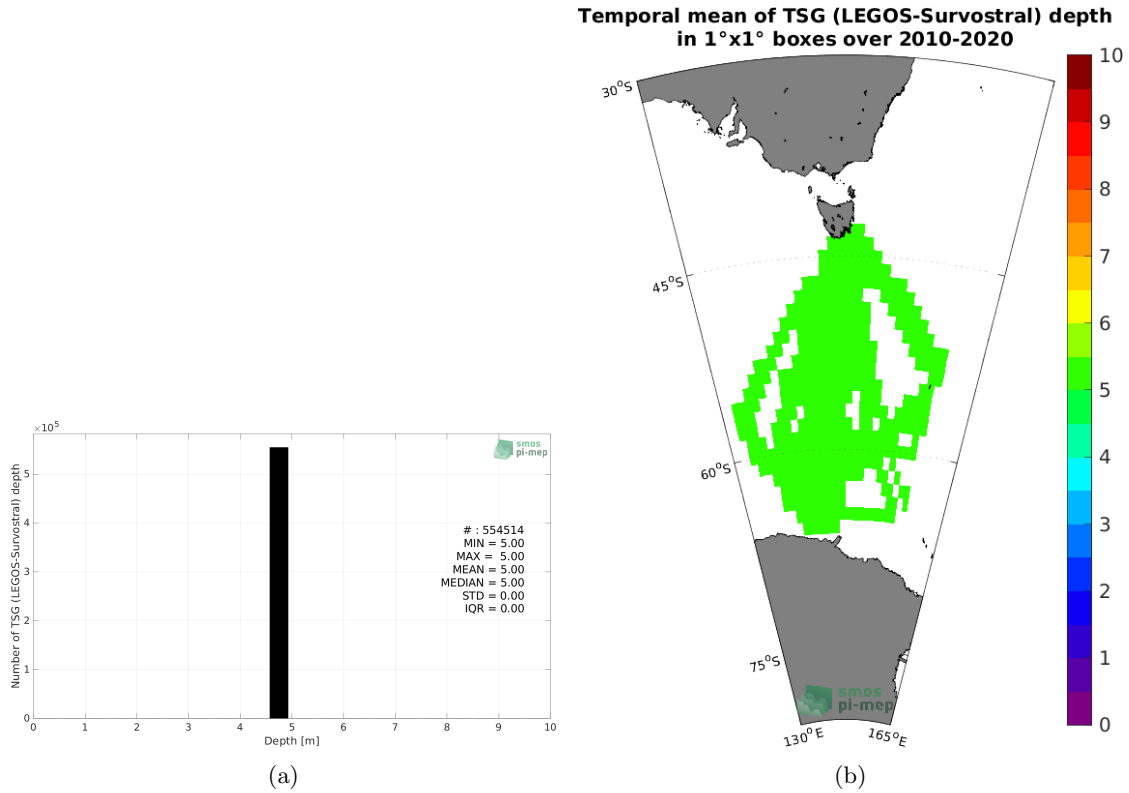 Temporal mean of TSG (LEGOS-Survostral) depth
in 1°x1° boxes over 2010-2020
30°S
45°S
60°S
75°S
130°E
165°E
10
9
8
7
6
5
4
3
2
1
0
smos
pi-mep
×10⁵
5
4
3
2
1
0
Number of TSG (LEGOS-Survostral) depth
smos
pi-mep
# : 554514
MIN = 5.00
MAX = 5.00
MEAN = 5.00
MEDIAN = 5.00
STD = 0.00
IQR = 0.00
0 1 2 3 4 5 6 7 8 9 10
Depth [m]
(a)
(b)